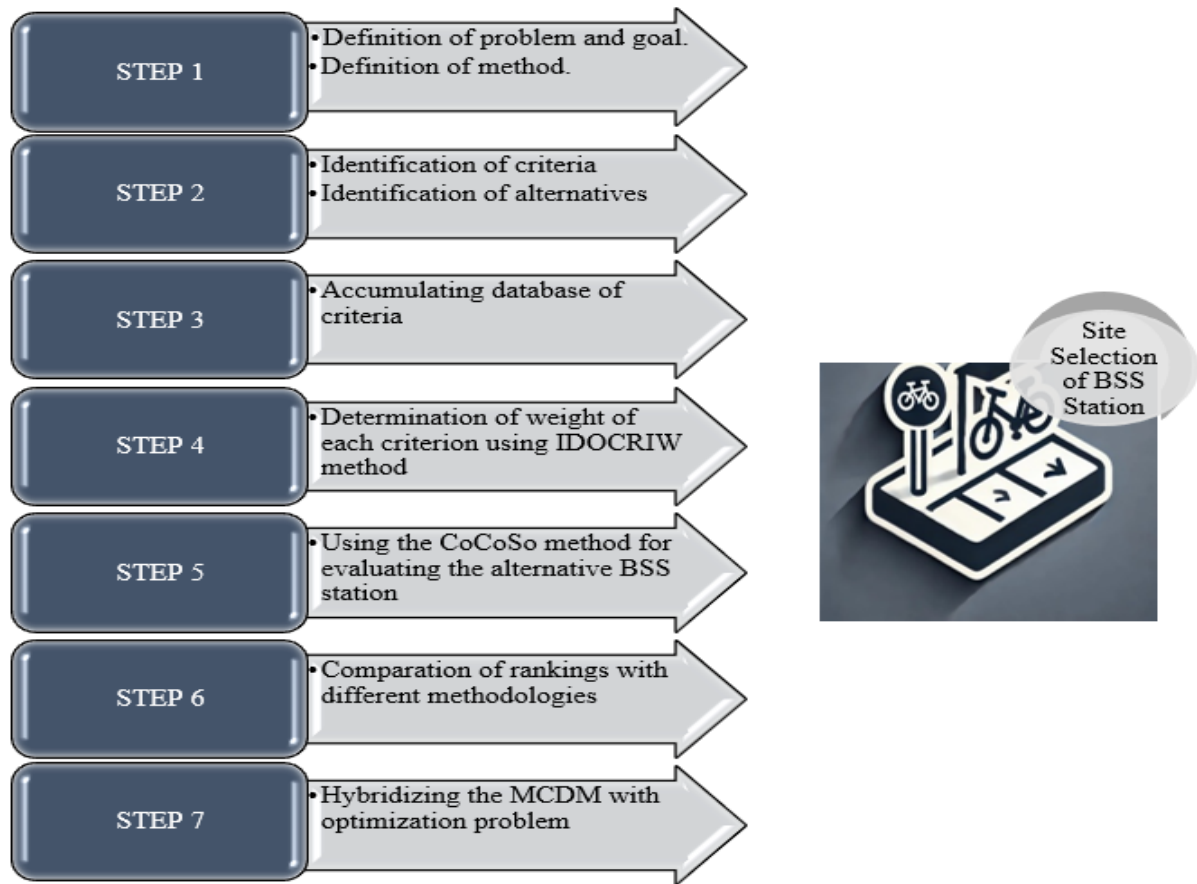 STEP 1
•Definition of problem and goal.
•Definition of method.
STEP 2
•Identification of criteria
•Identification of alternatives
STEP 3
•Accumulating database of
criteria
STEP 4
•Determination of weight of
each criterion using IDOCRIW
method
STEP 5
•Using the CoCoSo method for
evaluating the alternative BSS
station
STEP 6
•Comparation of rankings with
different methodologies
STEP 7
•Hybridizing the MCDM with
optimization problem
Site
Selection
of BSS
Station